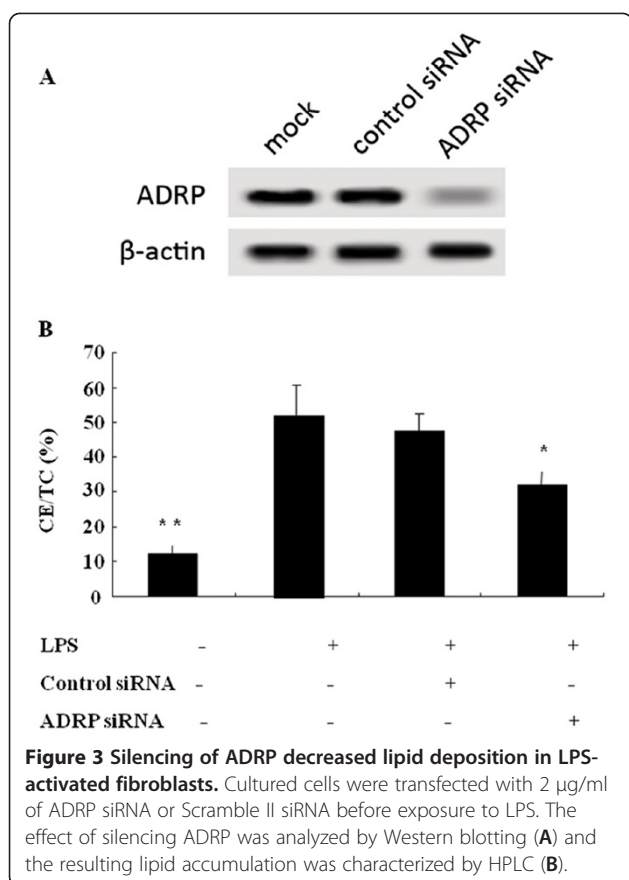 A
mock
control siRNA
ADRP siRNA
ADRP
β-actin
B
70
60
50
40
30
20
10
0
CE/TC (%)
* *
*
LPS - + + +
Control siRNA - - + -
ADRP siRNA - - - +
Figure 3 Silencing of ADRP decreased lipid deposition in LPS-
activated fibroblasts. Cultured cells were transfected with 2 μg/ml
of ADRP siRNA or Scramble II siRNA before exposure to LPS. The
effect of silencing ADRP was analyzed by Western blotting (A) and
the resulting lipid accumulation was characterized by HPLC (B).